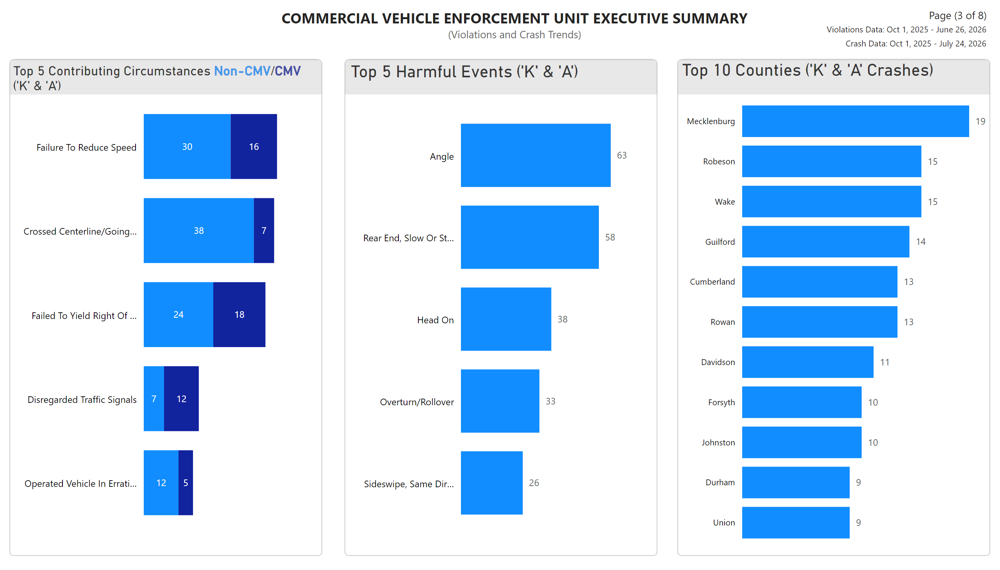 COMMERCIAL VEHICLE ENFORCEMENT UNIT EXECUTIVE SUMMARY
(Violations and Crash Trends)
Page (3 of 8)
Violations Data: Oct 1, 2025 - June 26, 2026
Crash Data: Oct 1, 2025 - July 24, 2026
Top 5 Contributing Circumstances Non-CMV/CMV
('K' & 'A')
Failure To Reduce Speed 30 16
Crossed Centerline/Going... 38 7
Failed To Yield Right Of ... 24 18
Disregarded Traffic Signals 7 12
Operated Vehicle In Errati... 12 5
Top 5 Harmful Events ('K' & 'A')
Angle 63
Rear End, Slow Or St... 58
Head On 38
Overturn/Rollover 33
Sideswipe, Same Dir... 26
Top 10 Counties ('K' & 'A' Crashes)
Mecklenburg 19
Robeson 15
Wake 15
Guilford 14
Cumberland 13
Rowan 13
Davidson 11
Forsyth 10
Johnston 10
Durham 9
Union 9